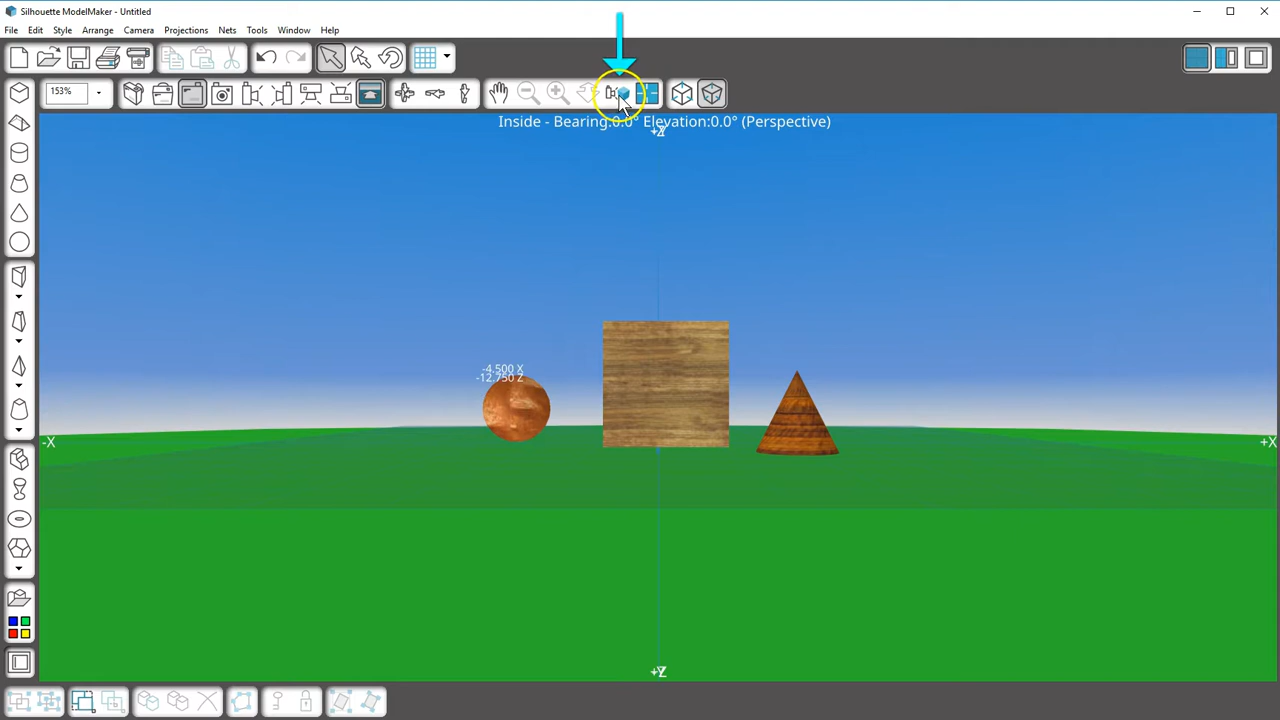 Silhouette ModelMaker - Untitled
File Edit Style Arrange Camera Projections Nets Tools Window Help
153%
Inside - Bearing:0.0° Elevation:0.0° (Perspective)
-4.500 X
-12.750 Z
-X
+X